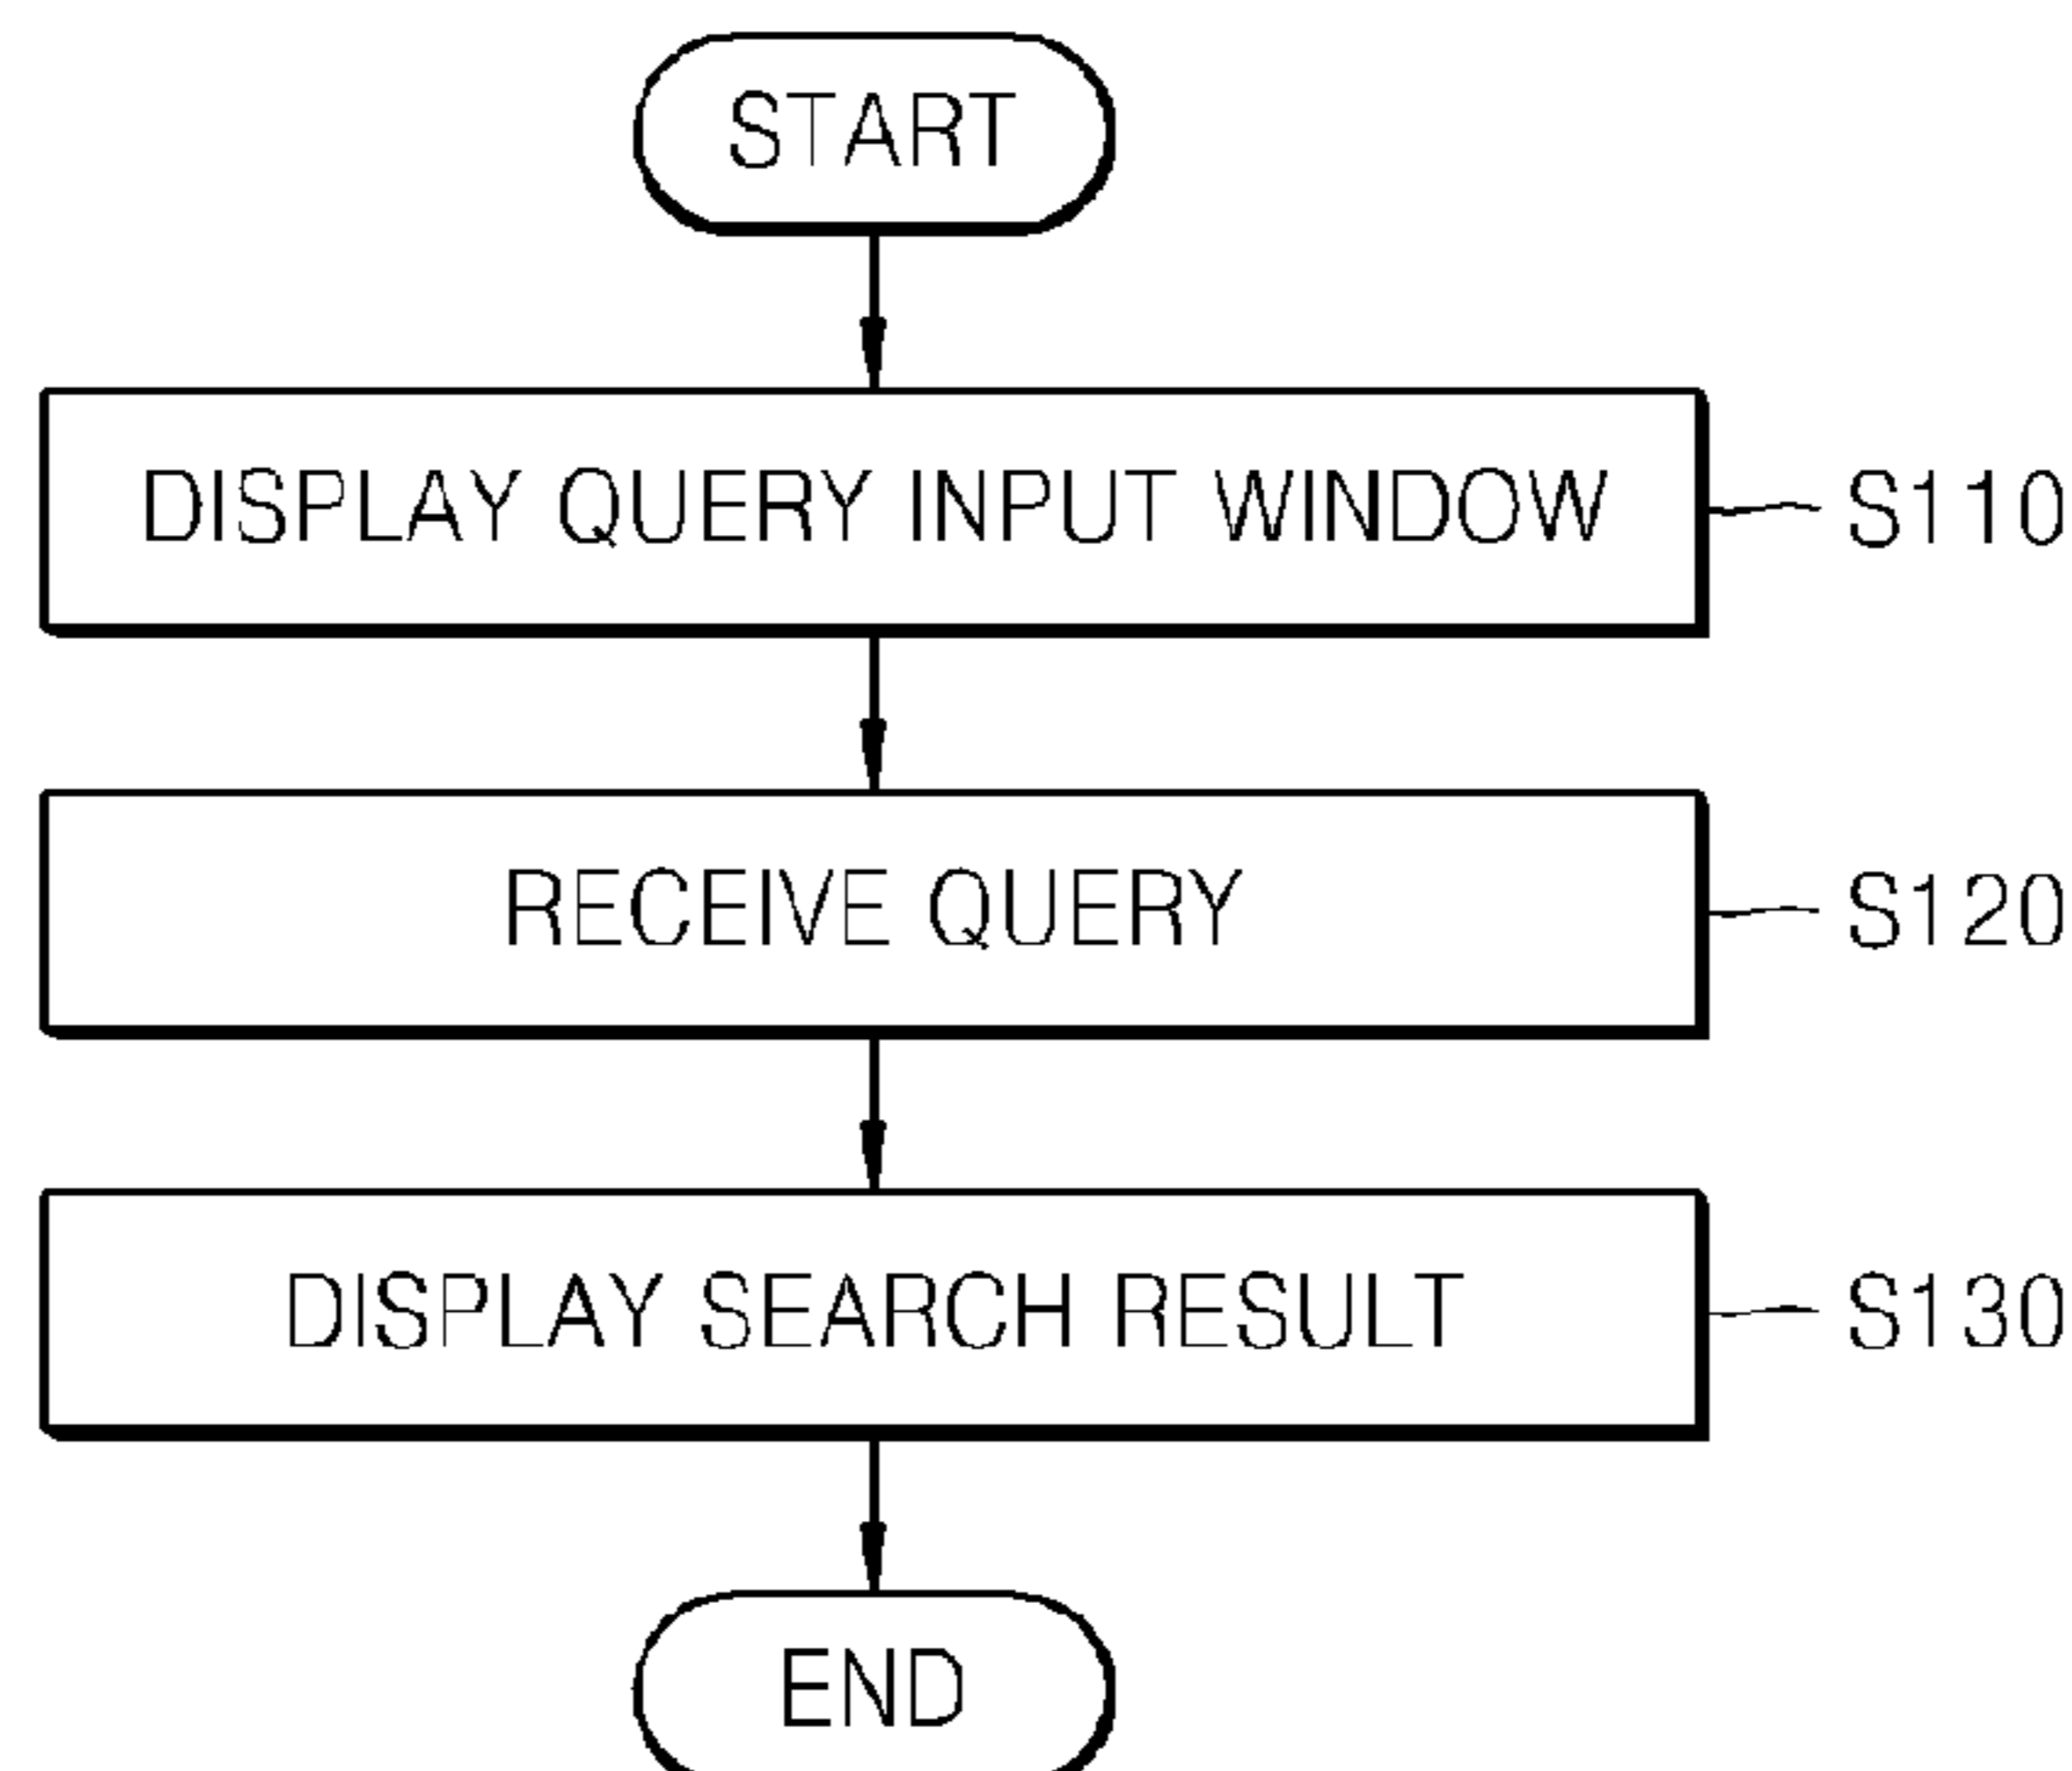 START
DISPLAY QUERY INPUT WINDOW
S110
RECEIVE QUERY
S120
DISPLAY SEARCH RESULT
S130
END